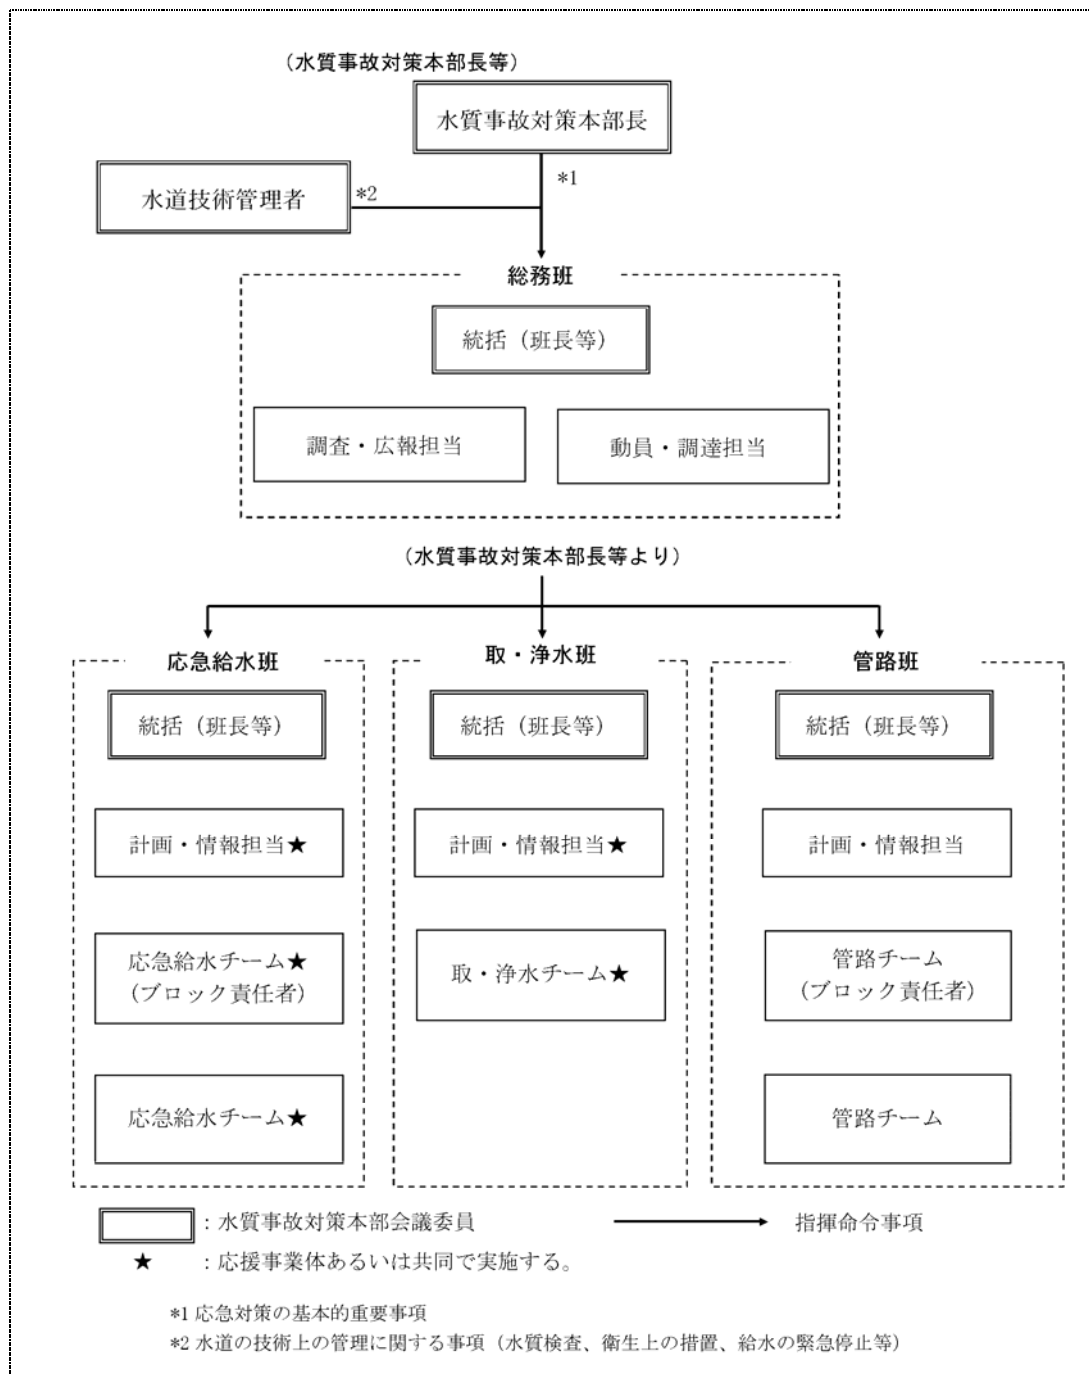 （水質事故対策本部長等）
水質事故対策本部長
*1
水道技術管理者
*2
総務班
統括（班長等）
調査・広報担当
動員・調達担当
（水質事故対策本部長等より）
応急給水班
統括（班長等）
計画・情報担当★
応急給水チーム★
（ブロック責任者）
応急給水チーム★
取・浄水班
統括（班長等）
計画・情報担当★
取・浄水チーム★
管路班
統括（班長等）
計画・情報担当
管路チーム
（ブロック責任者）
管路チーム
：水質事故対策本部会議委員
指揮命令事項
★ ：応援事業体あるいは共同で実施する。
*1 応急対策の基本的重要事項
*2 水道の技術上の管理に関する事項（水質検査、衛生上の措置、給水の緊急停止等）